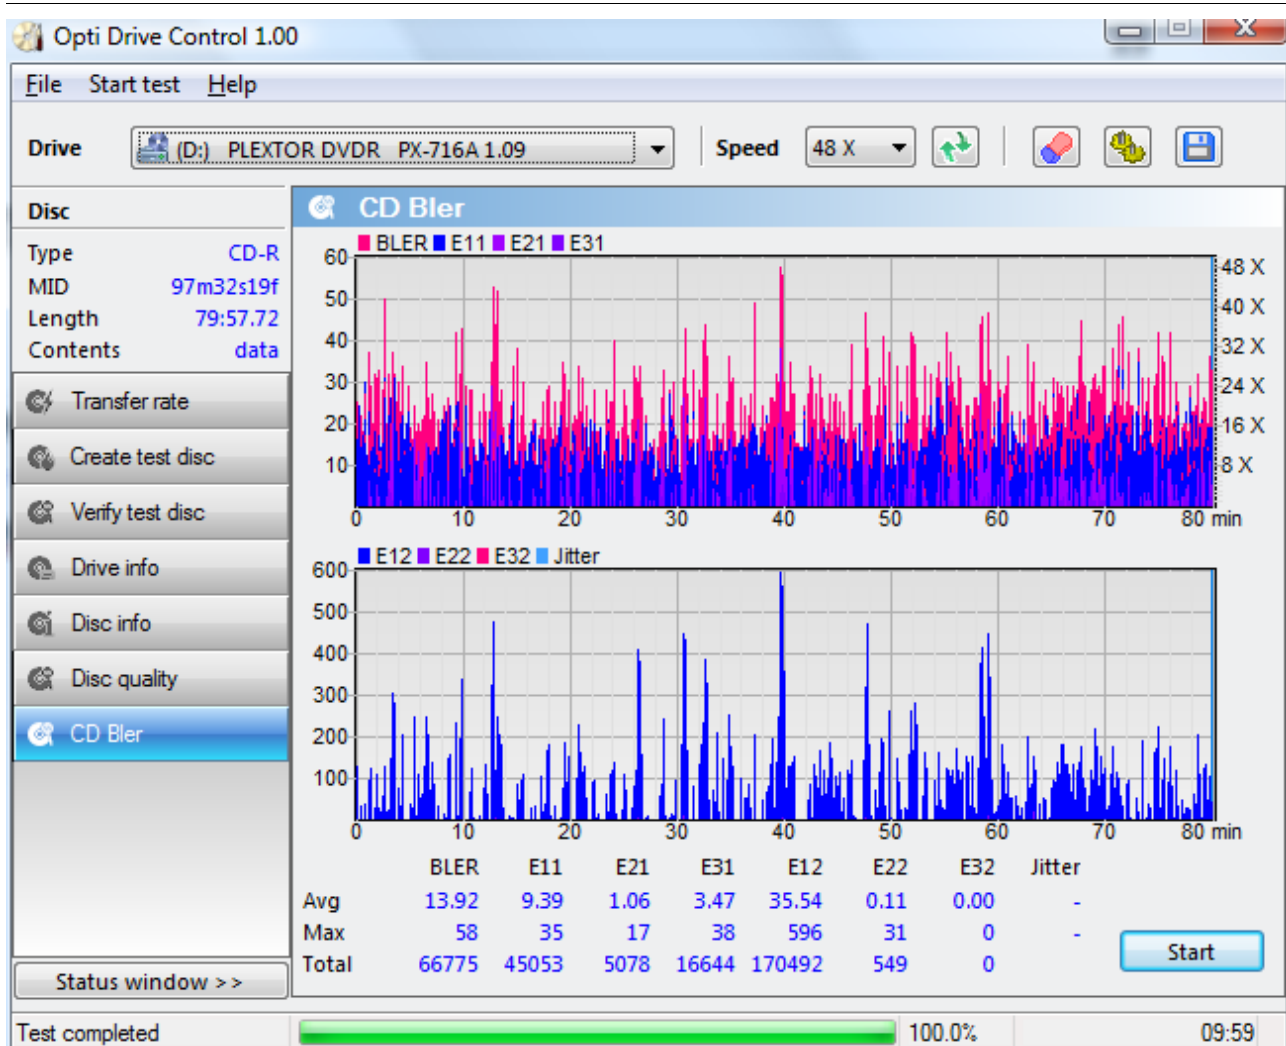 Opti Drive Control 1.00
File Start test Help
Drive (D:) PLEXTOR DVDR PX-716A 1.09 Speed 48 X
Disc
Type CD-R
MID 97m32s19f
Length 79:57.72
Contents data
Transfer rate
Create test disc
Verify test disc
Drive info
Disc info
Disc quality
CD Bler
Status window >>
CD Bler
BLER E11 E21 E31
60
50
40
30
20
10
48 X
40 X
32 X
24 X
16 X
8 X
0 10 20 30 40 50 60 70 80 min
E12 E22 E32 Jitter
600
500
400
300
200
100
0 10 20 30 40 50 60 70 80 min
BLER E11 E21 E31 E12 E22 E32 Jitter
Avg 13.92 9.39 1.06 3.47 35.54 0.11 0.00 -
Max 58 35 17 38 596 31 0 -
Total 66775 45053 5078 16644 170492 549 0
Start
Test completed 100.0% 09:59